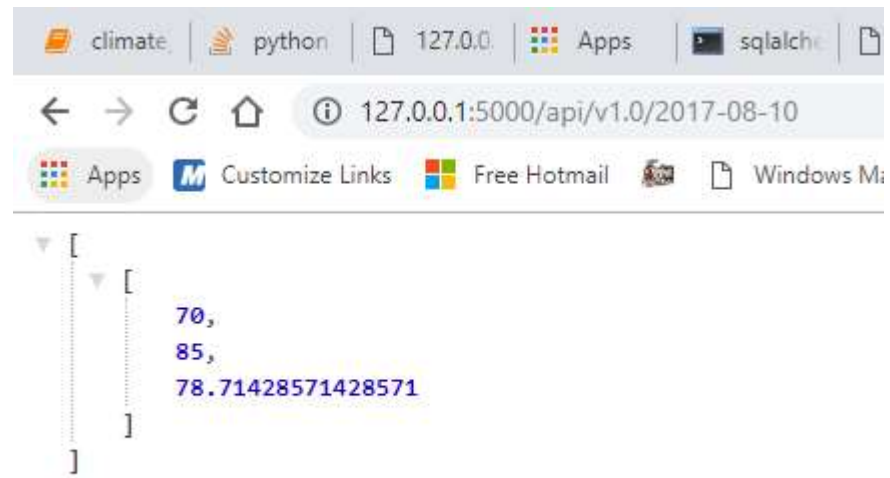 climate python 127.0.0 Apps sqlalche
127.0.0.1:5000/api/v1.0/2017-08-10
Apps Customize Links Free Hotmail Windows Ma
[
[
70,
85,
78.71428571428571
]
]